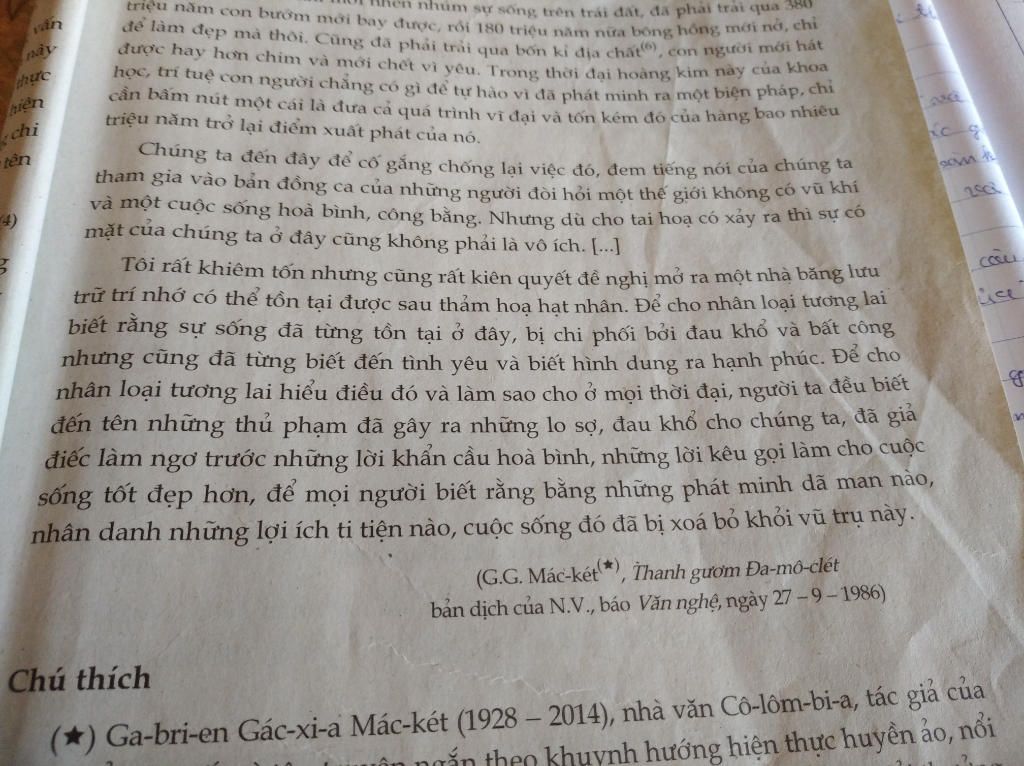 văn
này
thực
hiện
chi
tên
4)
nhen nhúm sự sống trên trái đất, đã phải trải qua 380
triệu năm con bướm mới bay được, rồi 180 triệu năm nữa bông hồng mới nở, chỉ
để làm đẹp mà thôi. Cũng đã phải trải qua bốn kỉ địa chất(6), con người mới hát
được hay hơn chim và mới chết vì yêu. Trong thời đại hoàng kim này của khoa
học, trí tuệ con người chẳng có gì để tự hào vì đã phát minh ra một biện pháp, chỉ
cần bấm nút một cái là đưa cả quá trình vĩ đại và tốn kém đó của hàng bao nhiêu
triệu năm trở lại điểm xuất phát của nó.
Chúng ta đến đây để cố gắng chống lại việc đó, đem tiếng nói của chúng ta
tham gia vào bản đồng ca của những người đòi hỏi một thế giới không có vũ khí
và một cuộc sống hoà bình, công bằng. Nhưng dù cho tai hoạ có xảy ra thì sự có
mặt của chúng ta ở đây cũng không phải là vô ích. [...]
Tôi rất khiêm tốn nhưng cũng rất kiên quyết đề nghị mở ra một nhà băng lưu
trữ trí nhớ có thể tồn tại được sau thảm hoạ hạt nhân. Để cho nhân loại tương lai
biết rằng sự sống đã từng tồn tại ở đây, bị chi phối bởi đau khổ và bất công
nhưng cũng đã từng biết đến tình yêu và biết hình dung ra hạnh phúc. Để cho
nhân loại tương lai hiểu điều đó và làm sao cho ở mọi thời đại, người ta đều biết
đến tên những thủ phạm đã gây ra những lo sợ, đau khổ cho chúng ta, đã giả
điếc làm ngơ trước những lời khẩn cầu hoà bình, những lời kêu gọi làm cho cuộc
sống tốt đẹp hơn, để mọi người biết rằng bằng những phát minh dã man nào,
nhân danh những lợi ích ti tiện nào, cuộc sống đó đã bị xoá bỏ khỏi vũ trụ này.
(G.G. Mác-két(★), Thanh gươm Đa-mô-clét
bản dịch của N.V., báo Văn nghệ, ngày 27 – 9 – 1986)
Chú thích
(★) Ga-bri-en Gác-xi-a Mác-két (1928 – 2014), nhà văn Cô-lôm-bi-a, tác giả của
ngắn theo khuynh hướng hiện thực huyền ảo, nổi